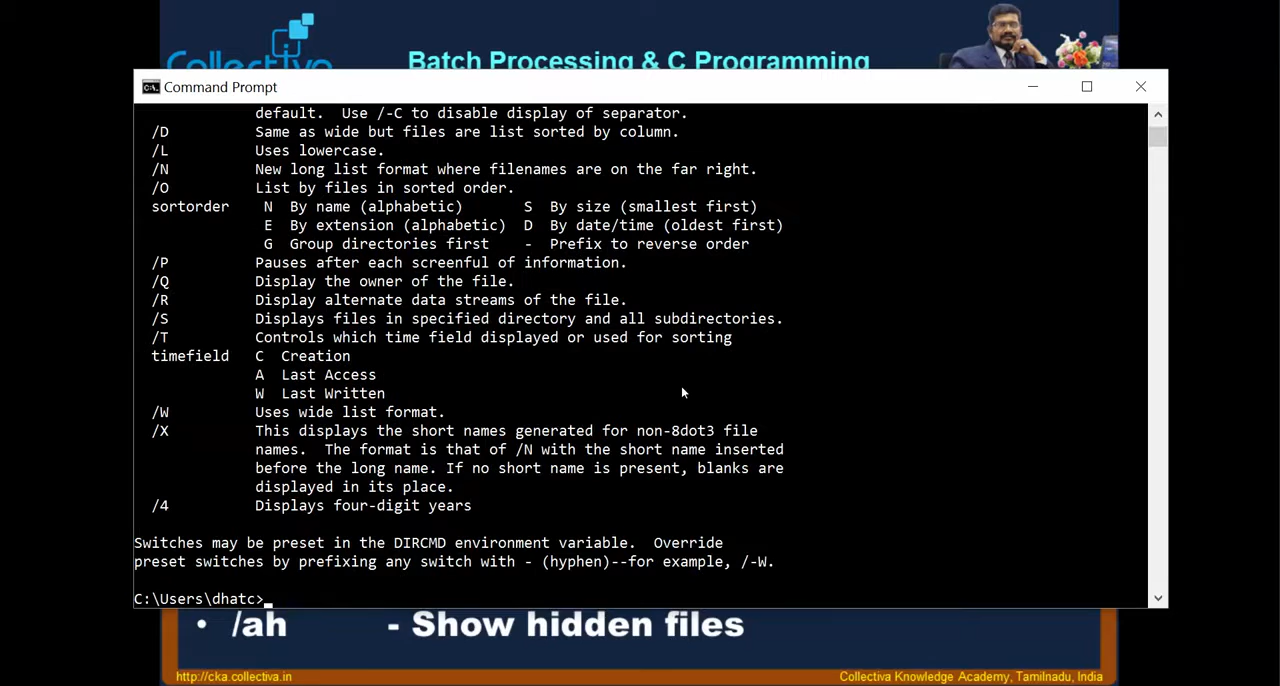 Collectiva
Batch Processing & C Programming
Command Prompt
default.  Use /-C to disable display of separator.
/D          Same as wide but files are list sorted by column.
/L          Uses lowercase.
/N          New long list format where filenames are on the far right.
/O          List by files in sorted order.
sortorder    N  By name (alphabetic)       S  By size (smallest first)
E  By extension (alphabetic)  D  By date/time (oldest first)
G  Group directories first    -  Prefix to reverse order
/P          Pauses after each screenful of information.
/Q          Display the owner of the file.
/R          Display alternate data streams of the file.
/S          Displays files in specified directory and all subdirectories.
/T          Controls which time field displayed or used for sorting
timefield   C  Creation
A  Last Access
W  Last Written
/W          Uses wide list format.
/X          This displays the short names generated for non-8dot3 file
names.  The format is that of /N with the short name inserted
before the long name. If no short name is present, blanks are
displayed in its place.
/4          Displays four-digit years
Switches may be preset in the DIRCMD environment variable.  Override
preset switches by prefixing any switch with - (hyphen)--for example, /-W.
C:\Users\dhatc>
• /ah - Show hidden files
http://cka.collectiva.in
Collectiva Knowledge Academy, Tamilnadu, India